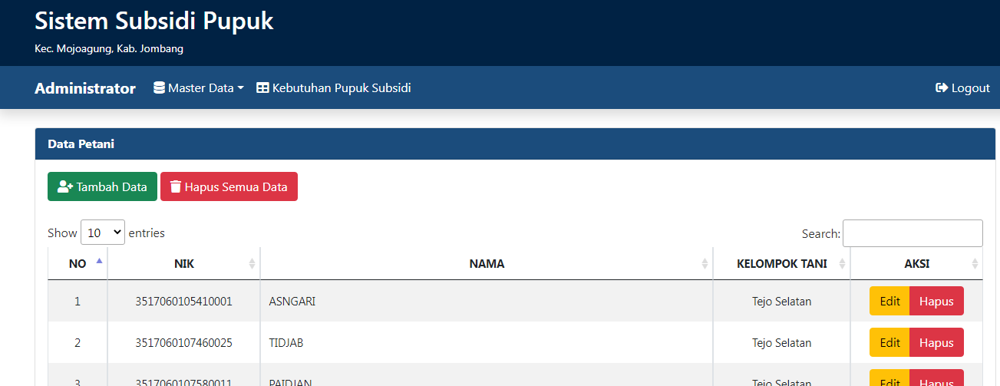 Sistem Subsidi Pupuk
Kec. Mojoagung, Kab. Jombang
Administrator Master Data Kebutuhan Pupuk Subsidi Logout
Data Petani
Tambah Data Hapus Semua Data
Show 10 entries Search:
NO NIK NAMA KELOMPOK TANI AKSI
1 3517060105410001 ASNGARI Tejo Selatan Edit Hapus
2 3517060107460025 TIDJAB Tejo Selatan Edit Hapus
3 3517060107580011 PAIDJAN Tejo Selatan Edit Hapus